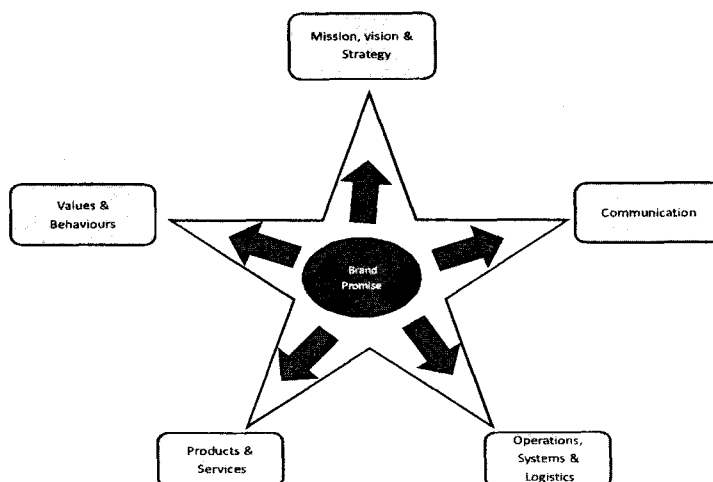 Mission, vision &
Strategy
Values &
Behaviours
Communication
Brand
Promise
Products &
Services
Operations,
Systems &
Logistics